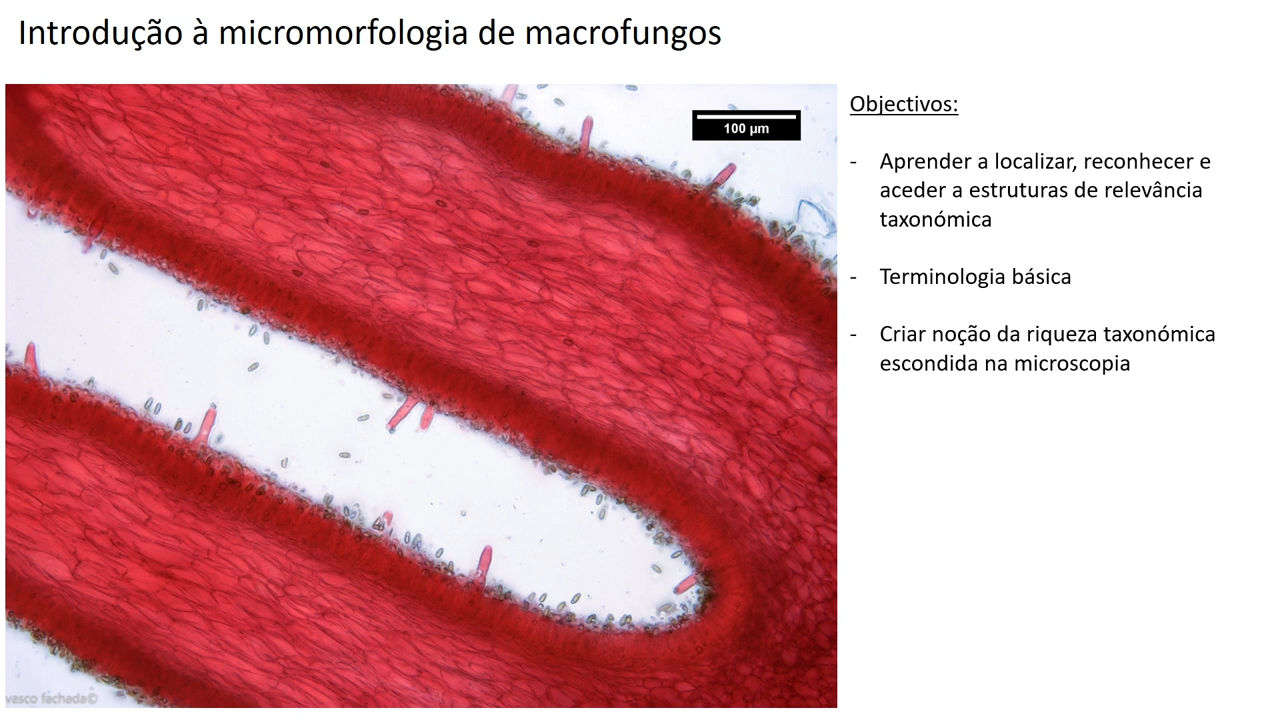 Introdução à micromorfologia de macrofungos
100 µm
Objectivos:
- Aprender a localizar, reconhecer e
aceder a estruturas de relevância
taxonómica
- Terminologia básica
- Criar noção da riqueza taxonómica
escondida na microscopia
vasco fachada©